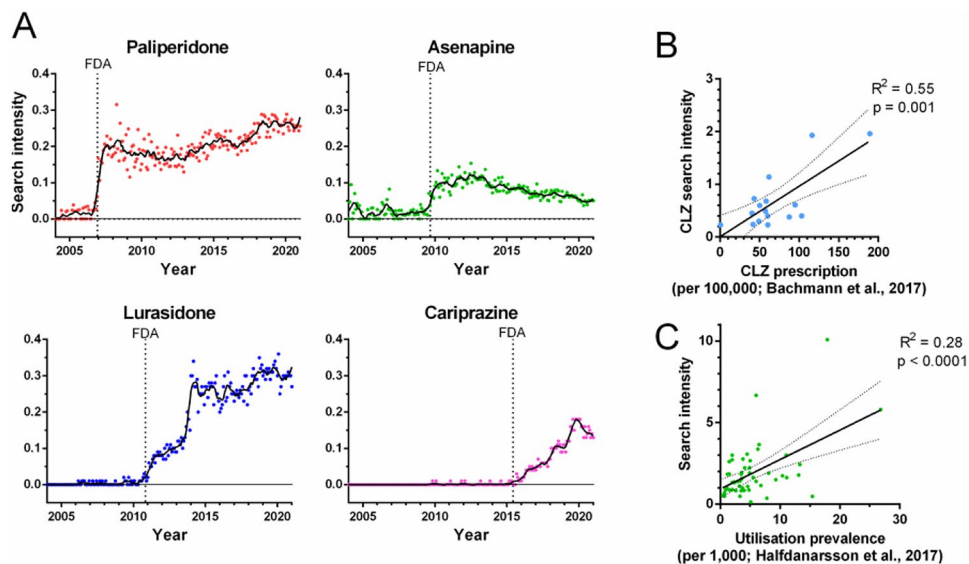 A
Paliperidone
FDA
Search intensity
0.4
0.3
0.2
0.1
0.0
2005
2010
2015
2020
Year
Asenapine
FDA
0.4
0.3
0.2
0.1
0.0
2005
2010
2015
2020
Year
Lurasidone
FDA
0.4
0.3
0.2
0.1
0.0
2005
2010
2015
2020
Year
Cariprazine
FDA
0.4
0.3
0.2
0.1
0.0
2005
2010
2015
2020
Year
B
R² = 0.55
p = 0.001
CLZ search intensity
3
2
1
0
0
50
100
150
200
CLZ prescription
(per 100,000; Bachmann et al., 2017)
C
R² = 0.28
p < 0.0001
Search intensity
10
5
0
0
10
20
30
Utilisation prevalence
(per 1,000; Halfdanarsson et al., 2017)